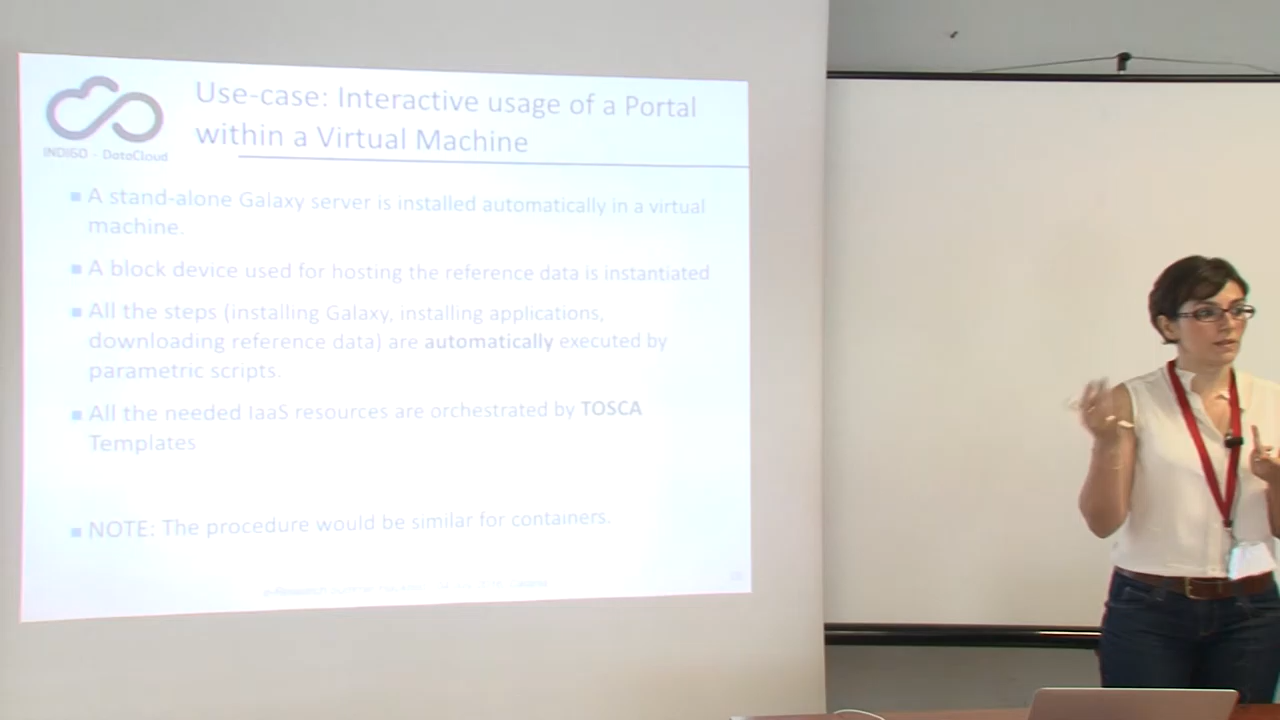 Use-case: Interactive usage of a Portal
within a Virtual Machine
INDIGO - DataCloud
■ A stand-alone Galaxy server is installed automatically in a virtual
machine.
■ A block device used for hosting the reference data is instantiated
■ All the steps (installing Galaxy, installing applications,
downloading reference data) are automatically executed by
parametric scripts.
■ All the needed IaaS resources are orchestrated by TOSCA
Templates
■ NOTE: The procedure would be similar for containers.
e-Research Summer